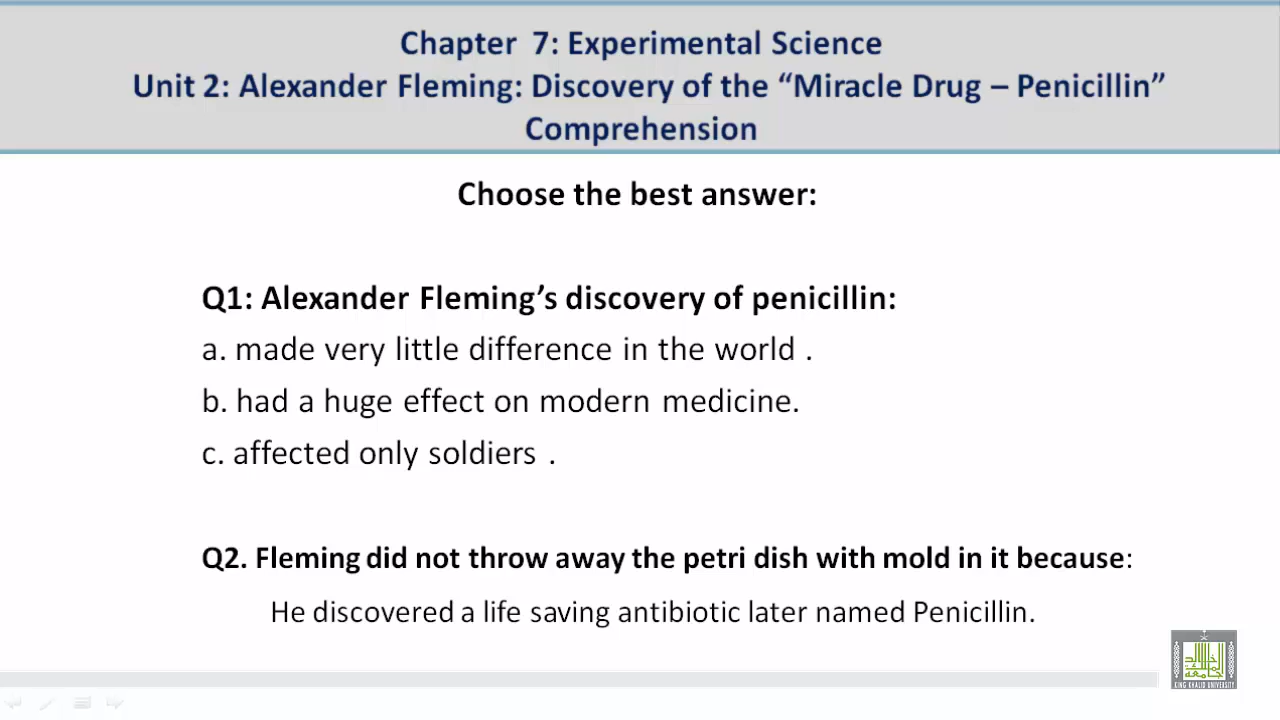 Chapter 7: Experimental Science
Unit 2: Alexander Fleming: Discovery of the “Miracle Drug – Penicillin”
Comprehension
Choose the best answer:
Q1: Alexander Fleming’s discovery of penicillin:
a. made very little difference in the world .
b. had a huge effect on modern medicine.
c. affected only soldiers .
Q2. Fleming did not throw away the petri dish with mold in it because:
He discovered a life saving antibiotic later named Penicillin.
KING KHALID UNIVERSITY